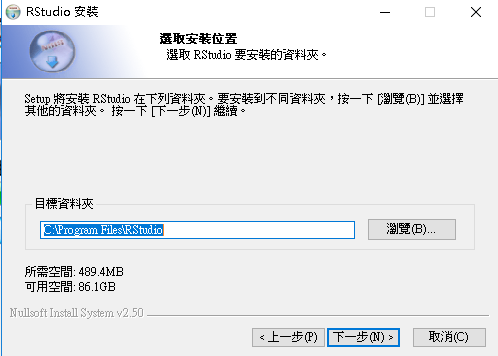 RStudio 安裝
選取安裝位置
選取 RStudio 要安裝的資料夾。
Setup 將安裝 RStudio 在下列資料夾。要安裝到不同資料夾，按一下 [瀏覽(B)] 並選擇
其他的資料夾。 按一下 [下一步(N)] 繼續。
目標資料夾
C:\Program Files\RStudio
瀏覽(B)...
所需空間: 489.4MB
可用空間: 86.1GB
Nullsoft Install System v2.50
< 上一步(P)
下一步(N) >
取消(C)